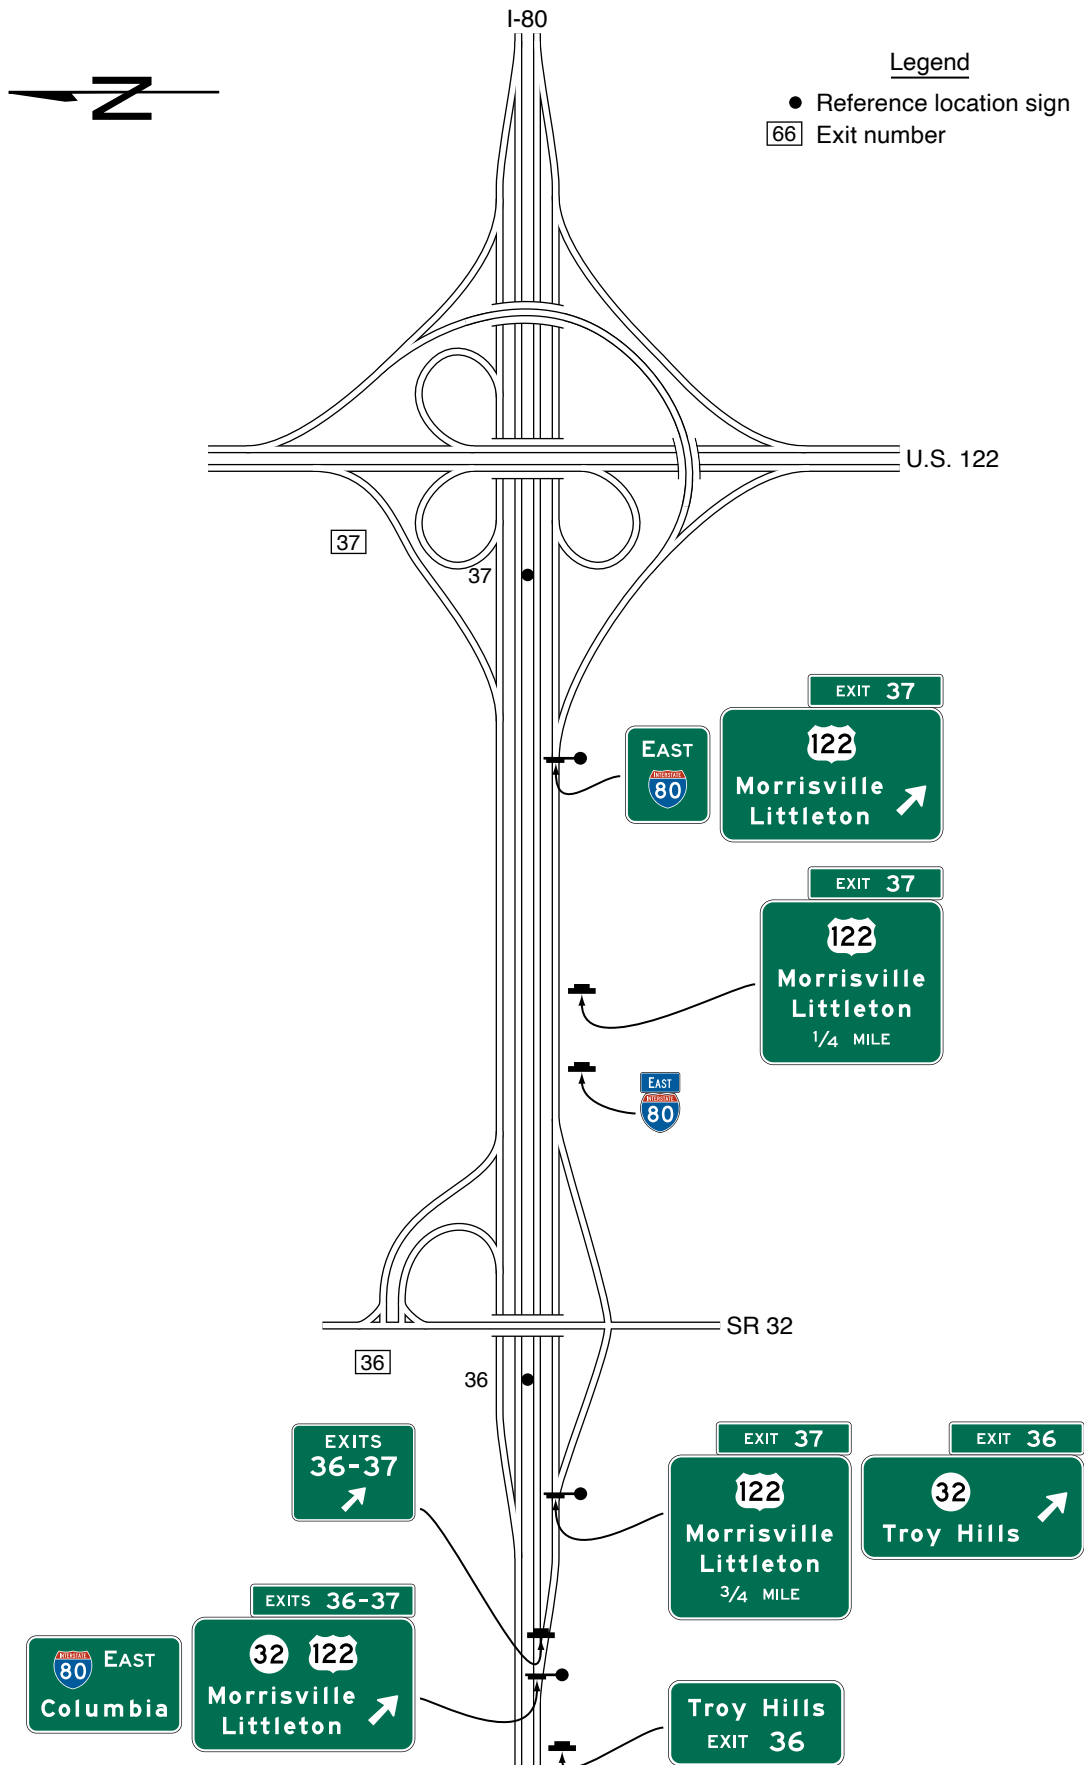 I-80
N
Legend
Reference location sign
66 Exit number
U.S. 122
37
37
EXIT 37
EAST
INTERSTATE
80
122
Morrisville
Littleton
EXIT 37
122
Morrisville
Littleton
1/4 MILE
EAST
INTERSTATE
80
SR 32
36
36
EXITS
36-37
EXIT 37
122
Morrisville
Littleton
3/4 MILE
EXIT 36
32
Troy Hills
EXITS 36-37
32 122
Morrisville
Littleton
INTERSTATE
80 EAST
Columbia
Troy Hills
EXIT 36